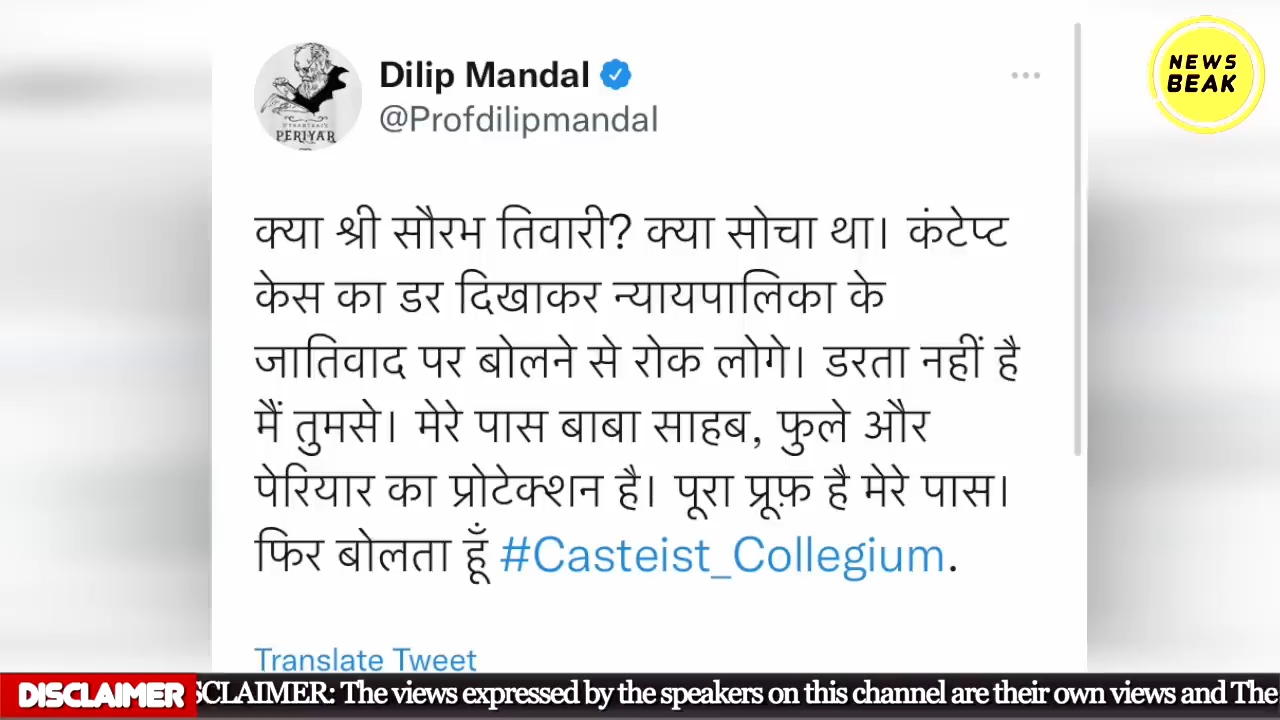 Dilip Mandal
@Profdilipmandal
NEWS
BEAK
PERIYAR
क्या श्री सौरभ तिवारी? क्या सोचा था। कंटेप्ट
केस का डर दिखाकर न्यायपालिका के
जातिवाद पर बोलने से रोक लोगे। डरता नहीं है
मैं तुमसे। मेरे पास बाबा साहब, फुले और
पेरियार का प्रोटेक्शन है। पूरा प्रूफ़ है मेरे पास।
फिर बोलता हूँ #Casteist_Collegium.
Translate Tweet
DISCLAIMER
SCLAIMER: The views expressed by the speakers on this channel are their own views and The